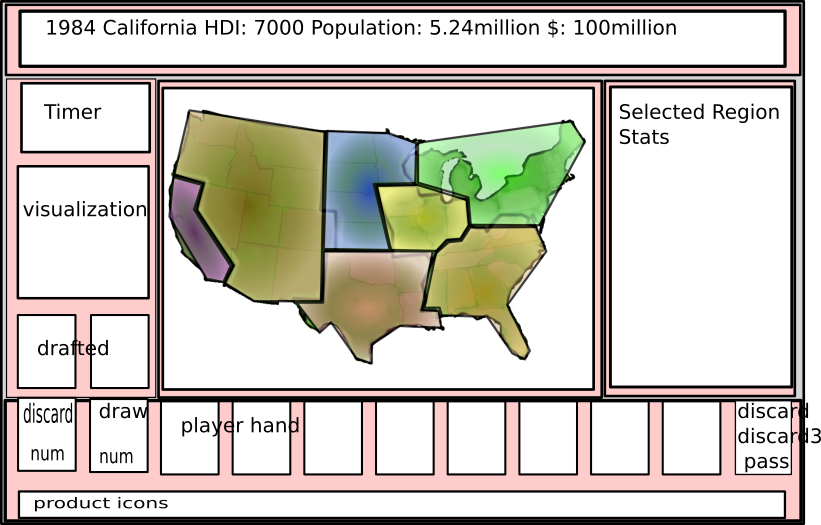 1984 California HDI: 7000 Population: 5.24million $: 100million
Timer
Selected Region
Stats
visualization
drafted
discard
num
draw
num
player hand
discard
discard3
pass
product icons